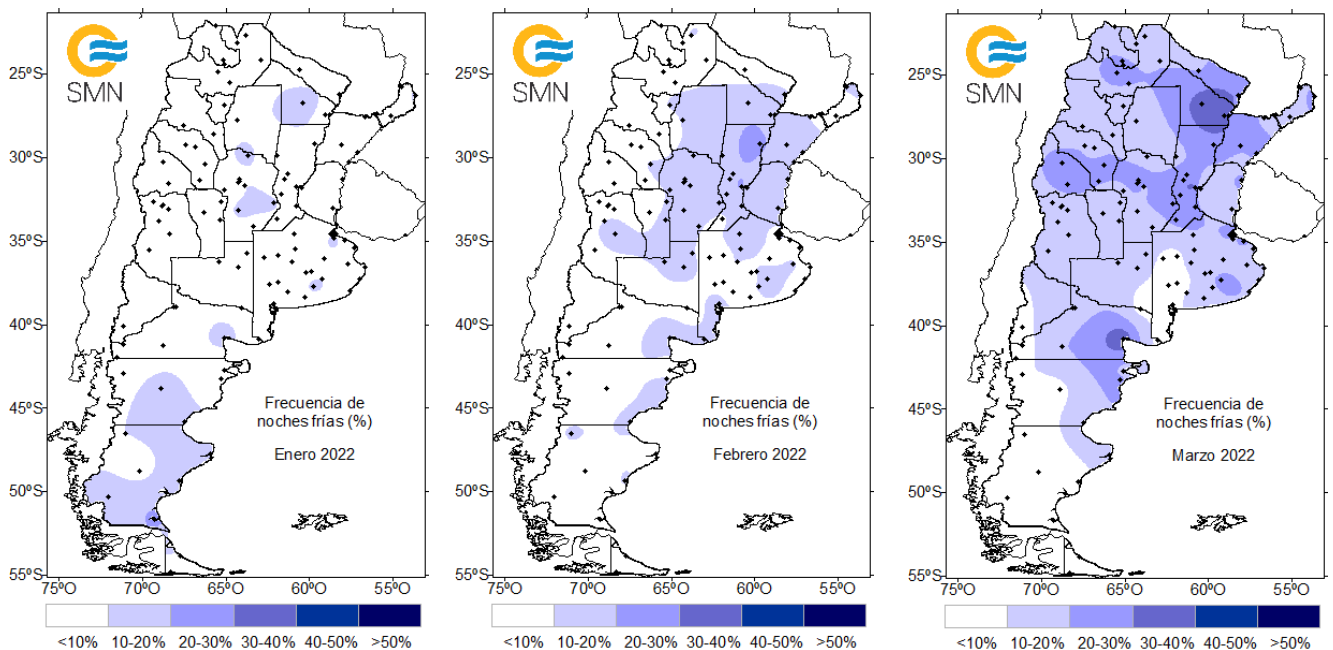 SMN
25ºS
30ºS
35ºS
40ºS
45ºS
50ºS
55ºS
75ºO
70ºO
65ºO
60ºO
55ºO
Frecuencia de
noches frías (%)
Enero 2022
<10%
10-20%
20-30%
30-40%
40-50%
>50%
SMN
25ºS
30ºS
35ºS
40ºS
45ºS
50ºS
55ºS
75ºO
70ºO
65ºO
60ºO
55ºO
Frecuencia de
noches frías (%)
Febrero 2022
<10%
10-20%
20-30%
30-40%
40-50%
>50%
SMN
25ºS
30ºS
35ºS
40ºS
45ºS
50ºS
55ºS
75ºO
70ºO
65ºO
60ºO
55ºO
Frecuencia de
noches frías (%)
Marzo 2022
<10%
10-20%
20-30%
30-40%
40-50%
>50%